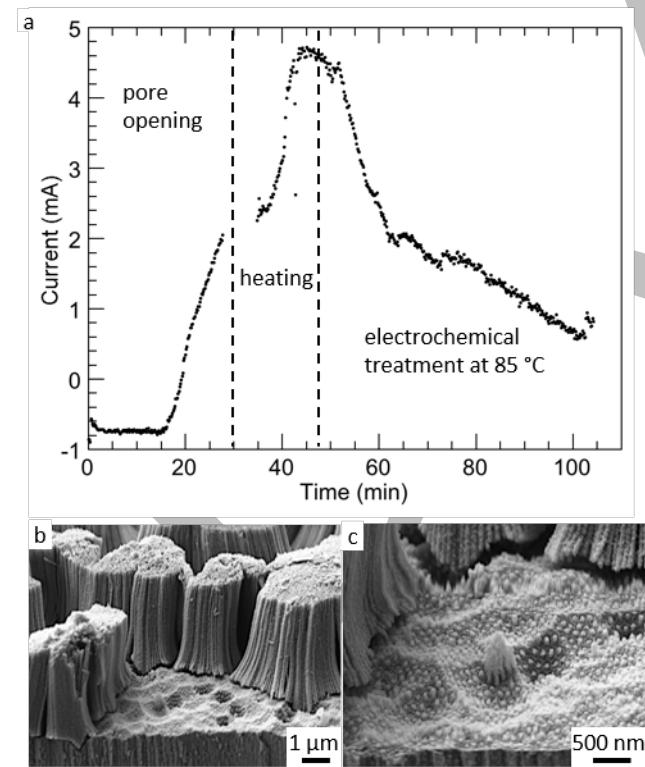 a
5
4
3
2
1
0
-1
Current (mA)
pore
opening
heating
electrochemical
treatment at 85 °C
0 20 40 60 80 100
Time (min)
b
1 µm
c
500 nm